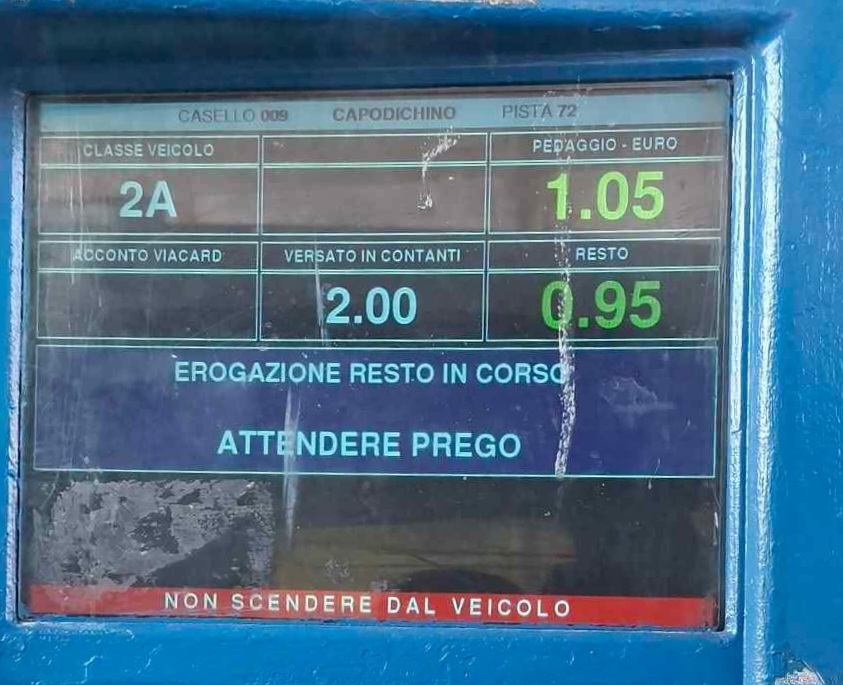 CASELLO 009 CAPODICHINO PISTA 72
CLASSE VEICOLO PEDAGGIO - EURO
2A 1.05
ACCONTO VIACARD VERSATO IN CONTANTI RESTO
2.00 0.95
EROGAZIONE RESTO IN CORSO
ATTENDERE PREGO
NON SCENDERE DAL VEICOLO